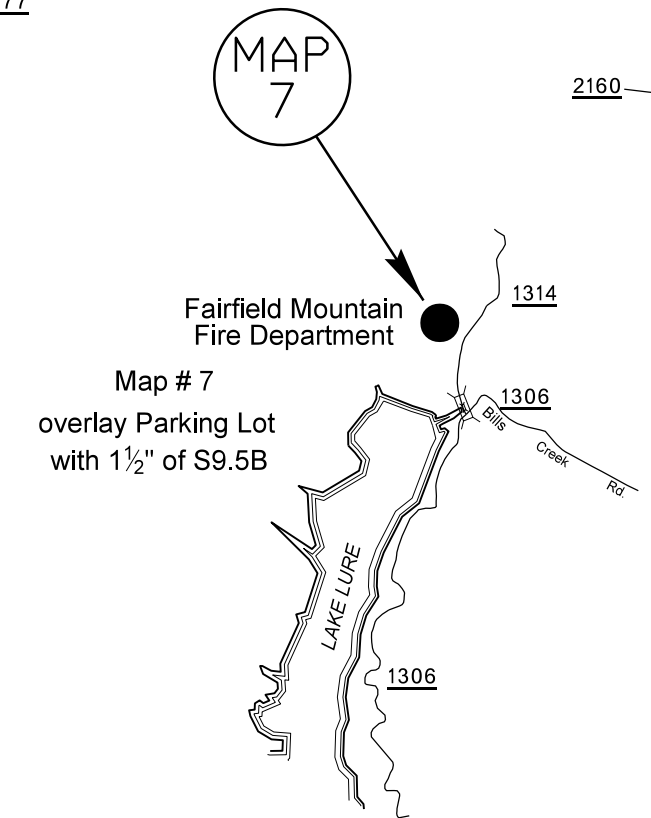 77
MAP
7
2160
1314
Fairfield Mountain
Fire Department
Map # 7
1306
overlay Parking Lot
with 1½" of S9.5B
Bills
Creek
Rd.
LAKE LURE
1306